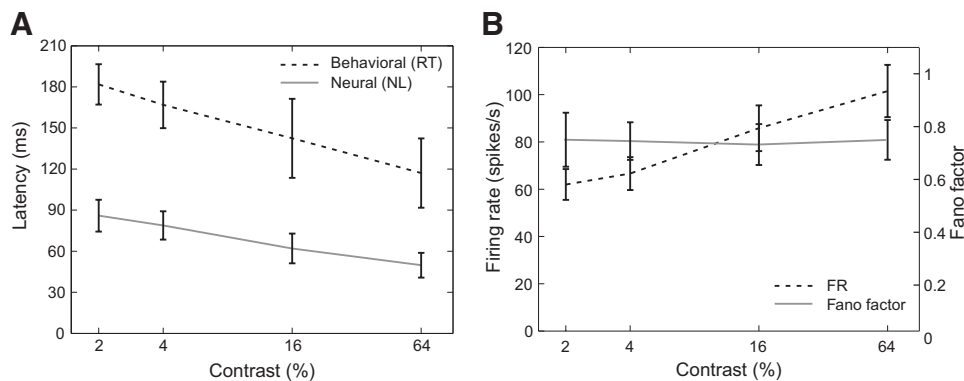 A
Latency (ms)
210
180
150
120
90
60
30
0
Behavioral (RT)
Neural (NL)
2 4 16 64
Contrast (%)
B
Firing rate (spikes/s)
120
100
80
60
40
20
0
FR
Fano factor
2 4 16 64
Contrast (%)
1
0.8
0.6
0.4
0.2
0
Fano factor